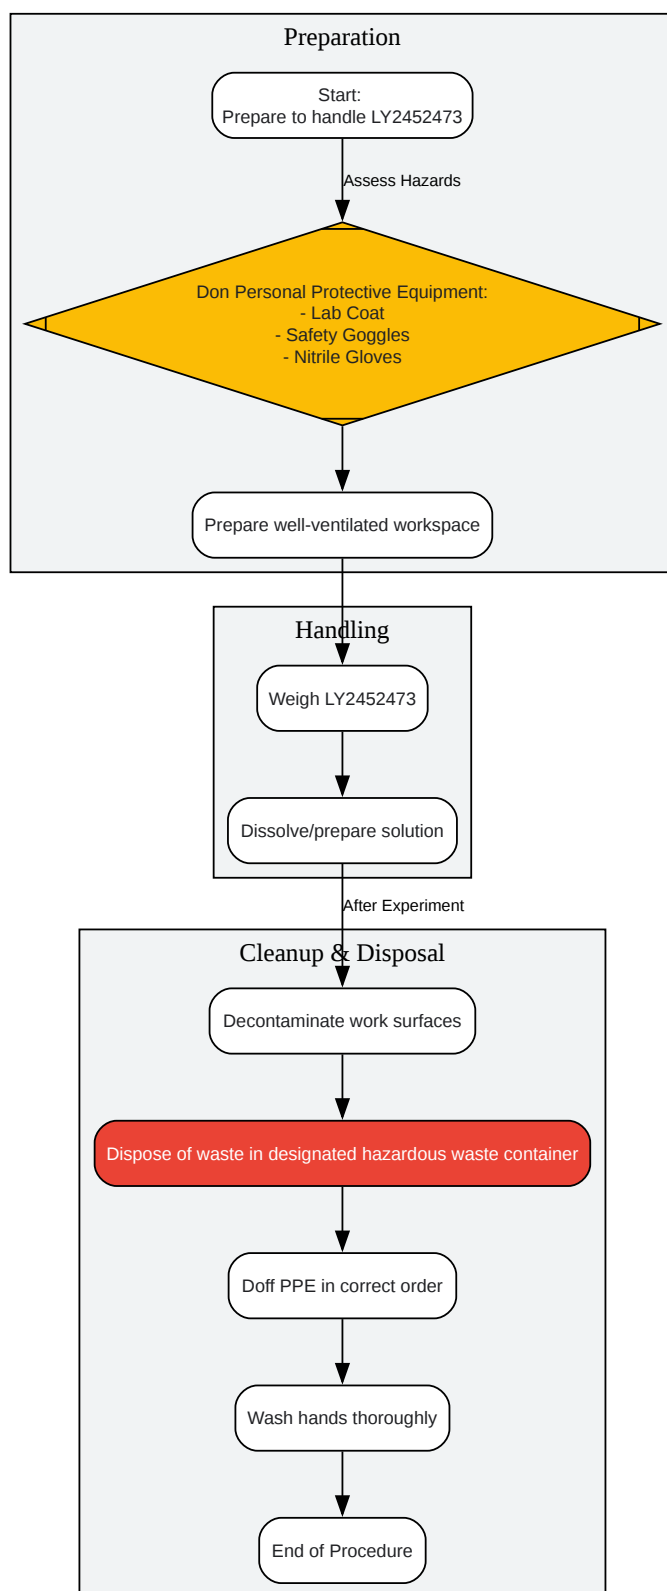 Preparation
Start:
Prepare to handle LY2452473
Assess Hazards
Don Personal Protective Equipment:
- Lab Coat
- Safety Goggles
- Nitrile Gloves
Prepare well-ventilated workspace
Handling
Weigh LY2452473
Dissolve/prepare solution
After Experiment
Cleanup & Disposal
Decontaminate work surfaces
Dispose of waste in designated hazardous waste container
Doff PPE in correct order
Wash hands thoroughly
End of Procedure